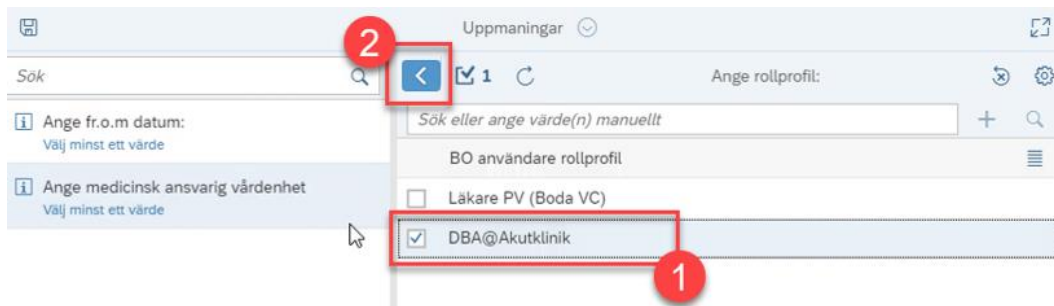 Uppmaningar
2
Sök
1
Ange rollprofil:
Ange fr.o.m datum:
Välj minst ett värde
Ange medicinsk ansvarig vårdenhet
Välj minst ett värde
Sök eller ange värde(n) manuellt
BO användare rollprofil
Läkare PV (Boda VC)
DBA@Akutklinik
1